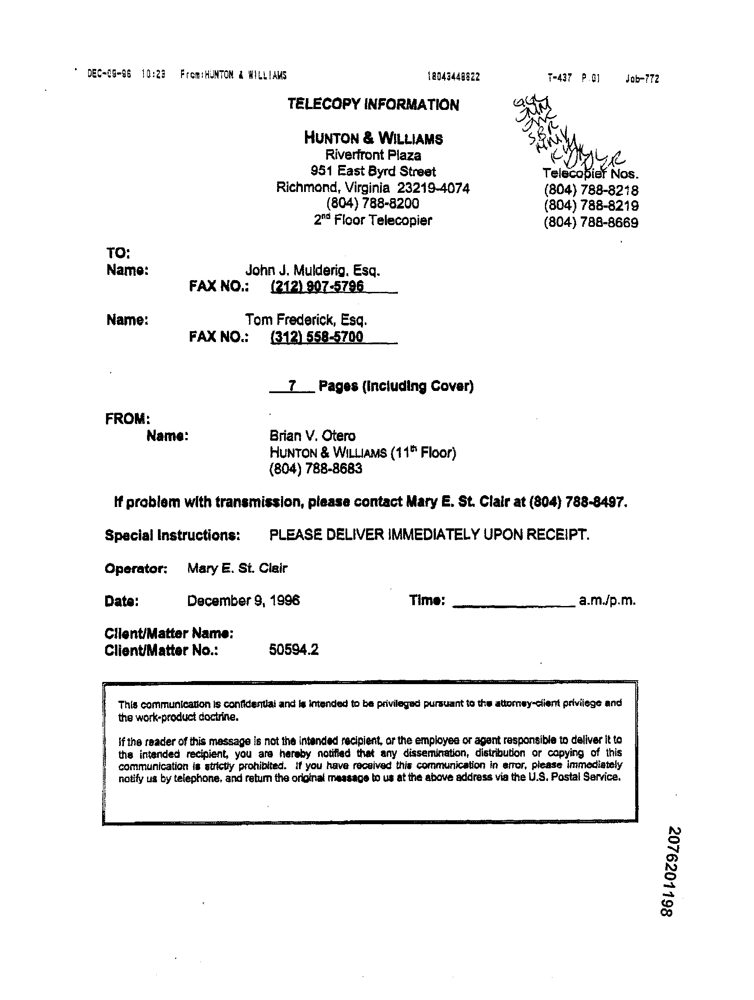 DEC-09-96 10:23 From:HUNTON & WILLIAMS 18043448822 T-437 P.01 Job-772
TELECOPY INFORMATION
HUNTON & WILLIAMS
Riverfront Plaza
951 East Byrd Street
Richmond, Virginia 23219-4074
(804) 788-8200
2nd Floor Telecopier
Telecopier Nos.
(804) 788-8218
(804) 788-8219
(804) 788-8669
TO:
Name: John J. Mulderig, Esq.
FAX NO.: (212) 907-5796
Name: Tom Frederick, Esq.
FAX NO.: (312) 558-5700
7 Pages (Including Cover)
FROM:
Name: Brian V. Otero
HUNTON & WILLIAMS (11th Floor)
(804) 788-8683
If problem with transmission, please contact Mary E. St. Clair at (804) 788-8497.
Special Instructions: PLEASE DELIVER IMMEDIATELY UPON RECEIPT.
Operator: Mary E. St. Clair
Date: December 9, 1996 Time: ____________ a.m./p.m.
Client/Matter Name:
Client/Matter No.: 50594.2
This communication is confidential and is intended to be privileged pursuant to the attorney-client privilege and
the work-product doctrine.
If the reader of this message is not the intended recipient, or the employee or agent responsible to deliver it to
the intended recipient, you are hereby notified that any dissemination, distribution or copying of this
communication is strictly prohibited. If you have received this communication in error, please immediately
notify us by telephone, and return the original message to us at the above address via the U.S. Postal Service.
2076201198